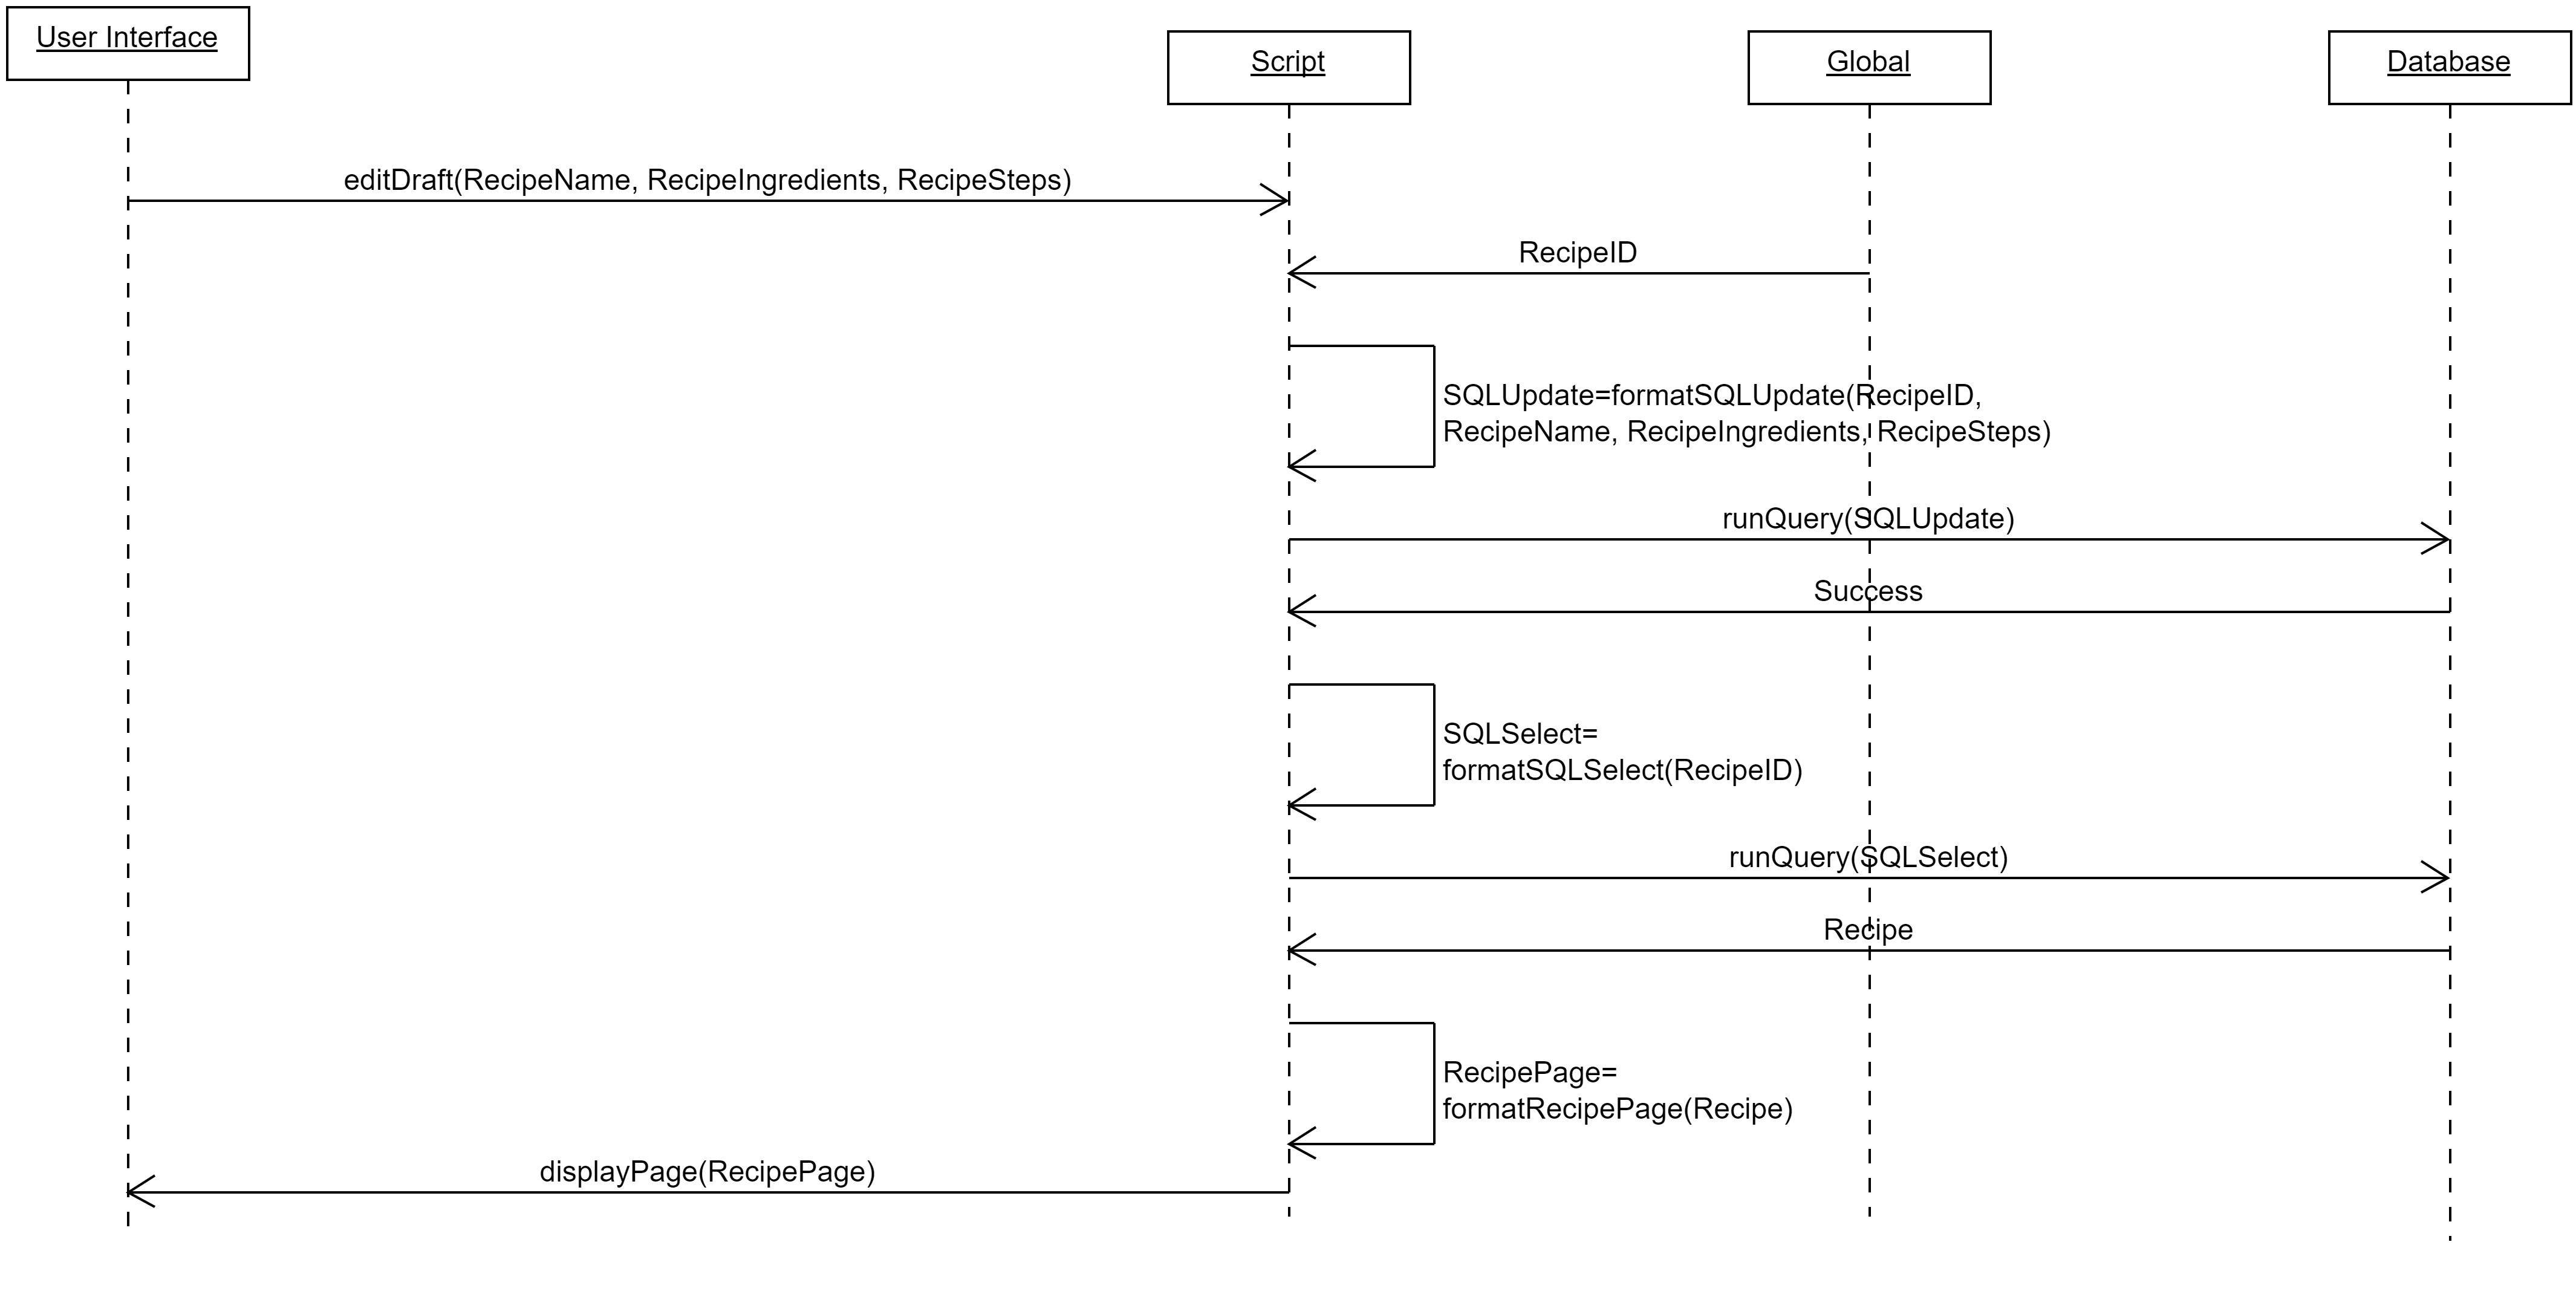 User Interface
Script
Global
Database
editDraft(RecipeName, RecipeIngredients, RecipeSteps)
RecipeID
SQLUpdate=formatSQLUpdate(RecipeID,
RecipeName, RecipeIngredients, RecipeSteps)
runQuery(SQLUpdate)
Success
SQLSelect=
formatSQLSelect(RecipeID)
runQuery(SQLSelect)
Recipe
RecipePage=
formatRecipePage(Recipe)
displayPage(RecipePage)